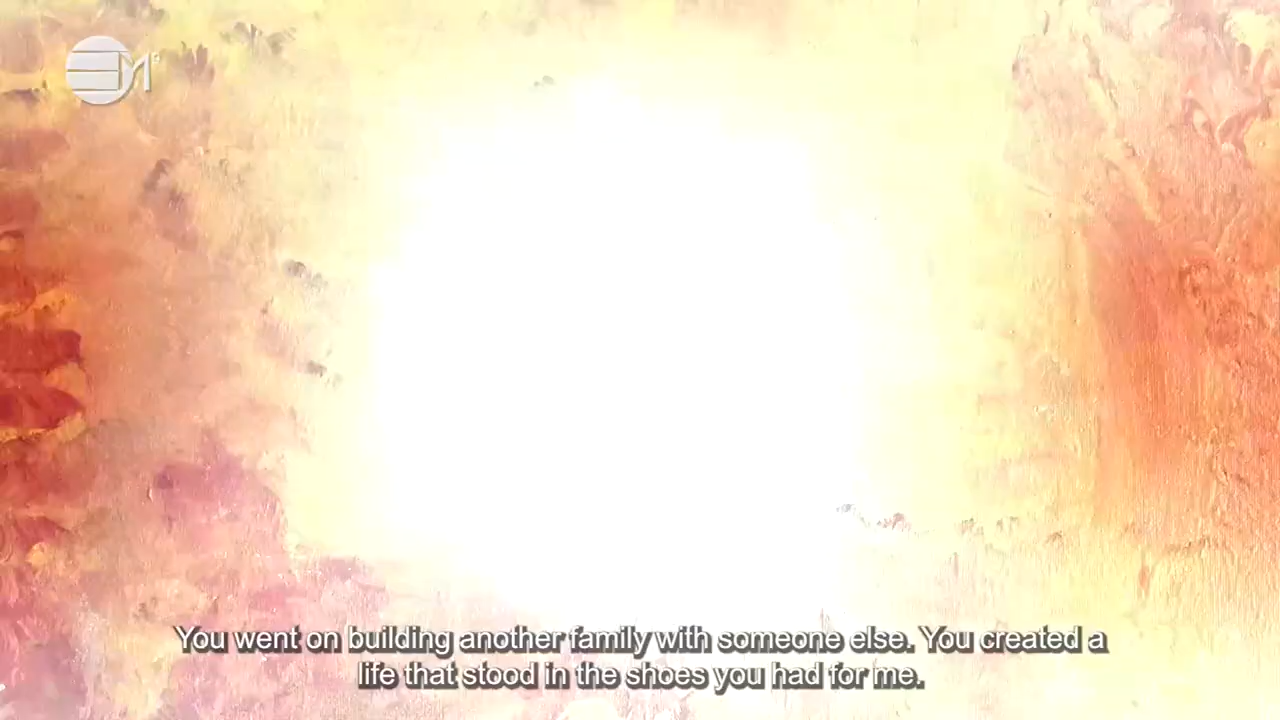 EM°
You went on building another family with someone else. You created a
life that stood in the shoes you had for me.